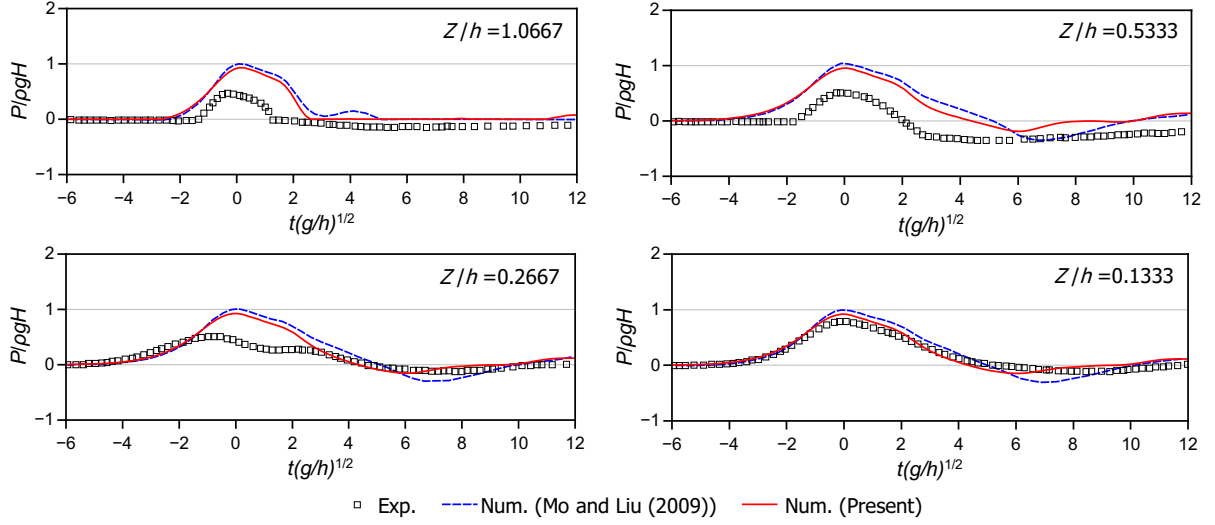 2
Z/h =1.0667
1
P/ρgH
0
−1
−6 −4 −2 0 2 4 6 8 10 12
t(g/h)1/2
2
Z/h =0.5333
1
P/ρgH
0
−1
−6 −4 −2 0 2 4 6 8 10 12
t(g/h)1/2
2
Z/h =0.2667
1
P/ρgH
0
−1
−6 −4 −2 0 2 4 6 8 10 12
t(g/h)1/2
2
Z/h =0.1333
1
P/ρgH
0
−1
−6 −4 −2 0 2 4 6 8 10 12
t(g/h)1/2
Exp. Num. (Mo and Liu (2009)) Num. (Present)